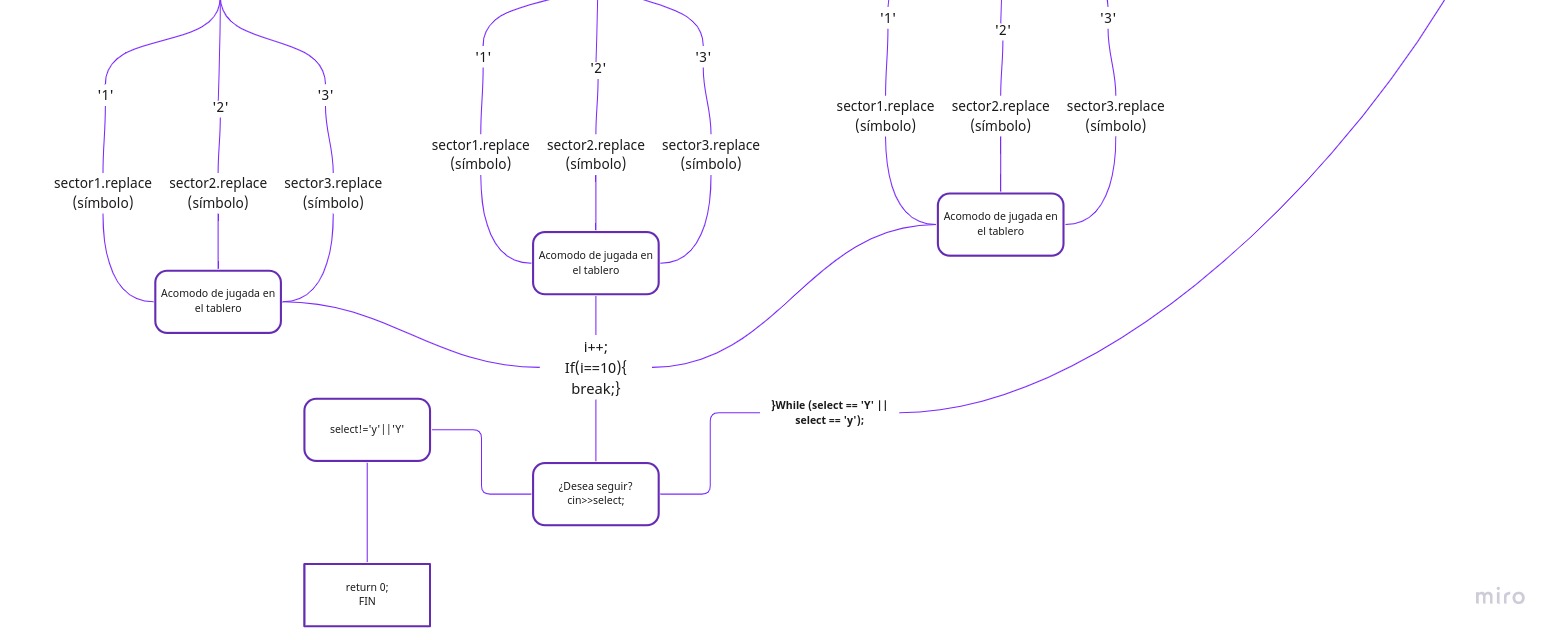 '1'
'2'
'3'
sector1.replace
(símbolo)
sector2.replace
(símbolo)
sector3.replace
(símbolo)
Acomodo de jugada en
el tablero
'1'
'2'
'3'
sector1.replace
(símbolo)
sector2.replace
(símbolo)
sector3.replace
(símbolo)
Acomodo de jugada en
el tablero
'1'
'2'
'3'
sector1.replace
(símbolo)
sector2.replace
(símbolo)
sector3.replace
(símbolo)
Acomodo de jugada en
el tablero
i++;
If(i==10){
break;}
}While (select == 'Y' ||
select == 'y');
select!='y'||'Y'
¿Desea seguir?
cin>>select;
return 0;
FIN
miro